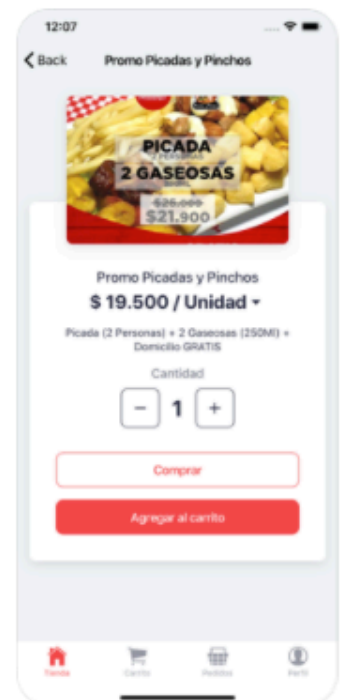 12:07
Back
Promo Picadas y Pinchos
PICADA
2 PERSONAS
2 GASEOSAS
$26.000
$21.900
Promo Picadas y Pinchos
$ 19.500 / Unidad
Picada (2 Personas) + 2 Gaseosas (250Ml) +
Domicilio GRATIS
Cantidad
− 1 +
Comprar
Agregar al carrito
Tienda Carrito Pedidos Perfil